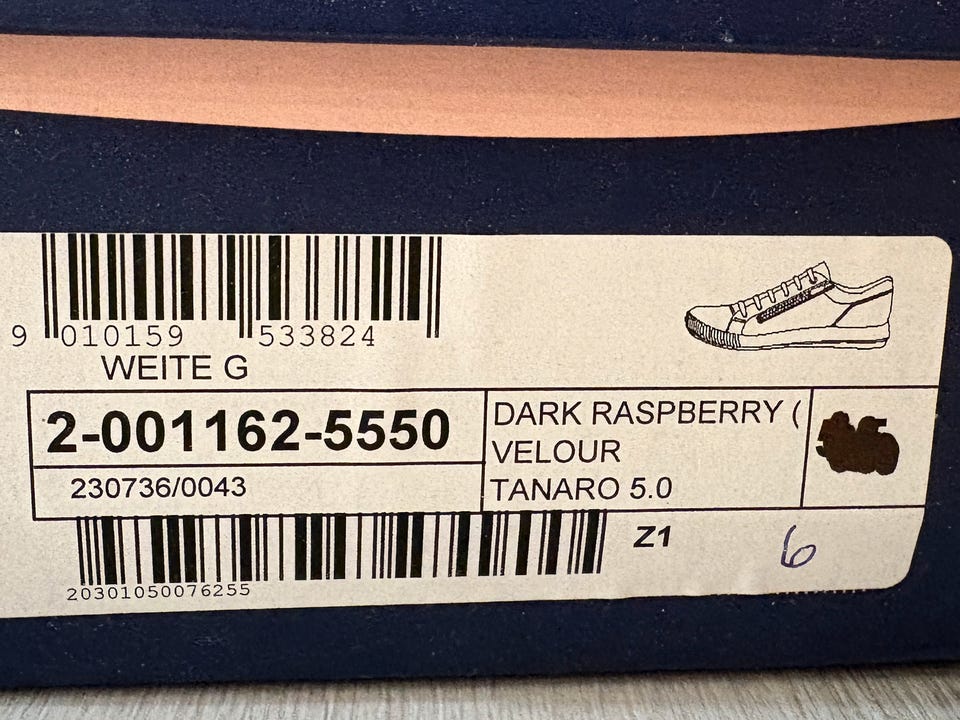 9 010159 533824
WEITE G
2-001162-5550
230736/0043
DARK RASPBERRY (
VELOUR
TANARO 5.0
Z1
6
20301050076255